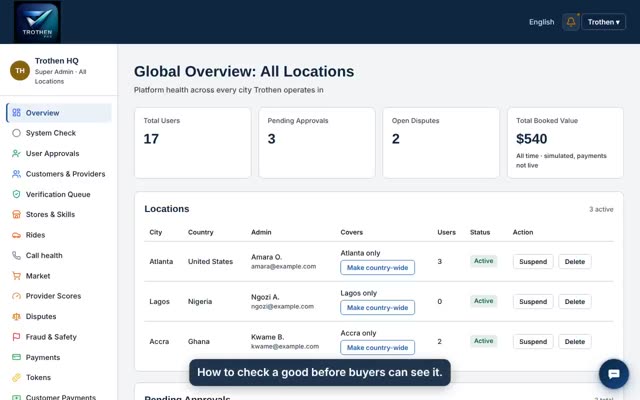 TROTHEN
English
Trothen ▾
TH
Trothen HQ
Super Admin · All
Locations
Overview
System Check
User Approvals
Customers & Providers
Verification Queue
Stores & Skills
Rides
Call health
Market
Provider Scores
Disputes
Fraud & Safety
Payments
Tokens
Customer Payments
Global Overview: All Locations
Platform health across every city Trothen operates in
Total Users
17
Pending Approvals
3
Open Disputes
2
Total Booked Value
$540
All time · simulated, payments
not live
Locations
3 active
City Country Admin Covers Users Status Action
Atlanta United States Amara O. amara@example.com Atlanta only Make country-wide 3 Active Suspend Delete
Lagos Nigeria Ngozi A. ngozi@example.com Lagos only Make country-wide 0 Active Suspend Delete
Accra Ghana Kwame B. kwame@example.com Accra only Make country-wide 2 Active Suspend Delete
How to check a good before buyers can see it.
Pending Approvals